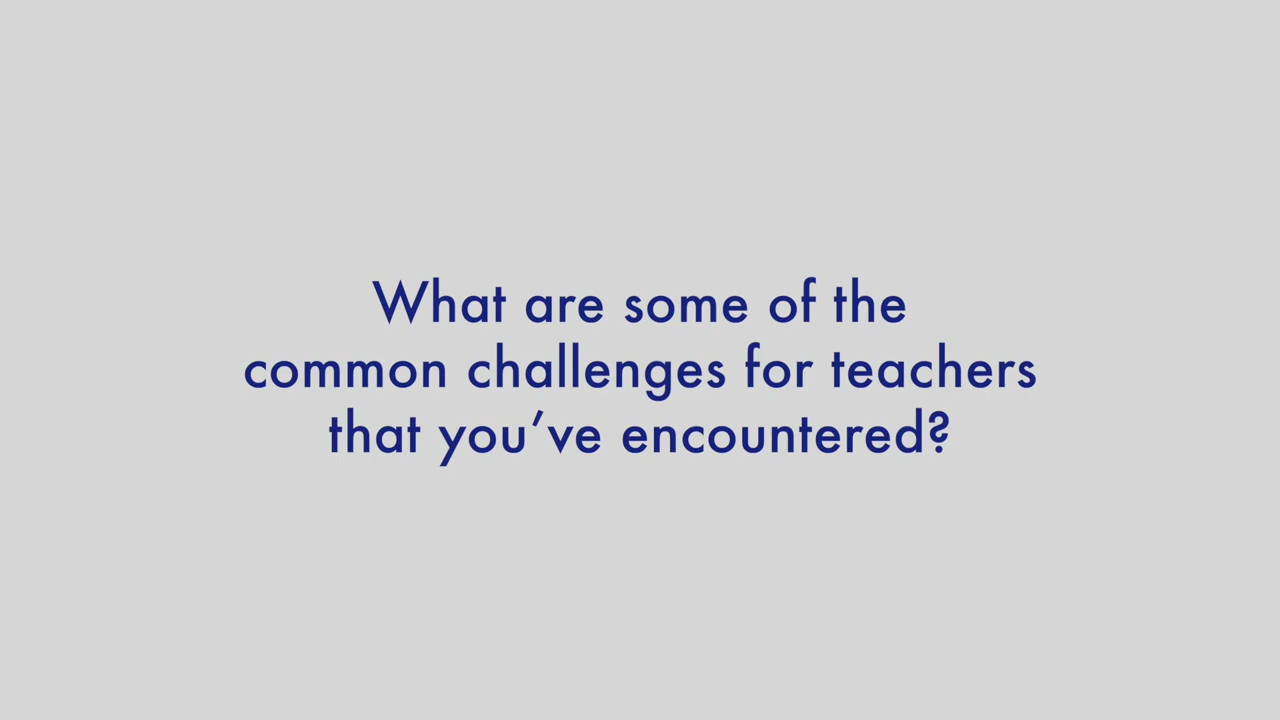 What are some of the
common challenges for teachers
that you’ve encountered?